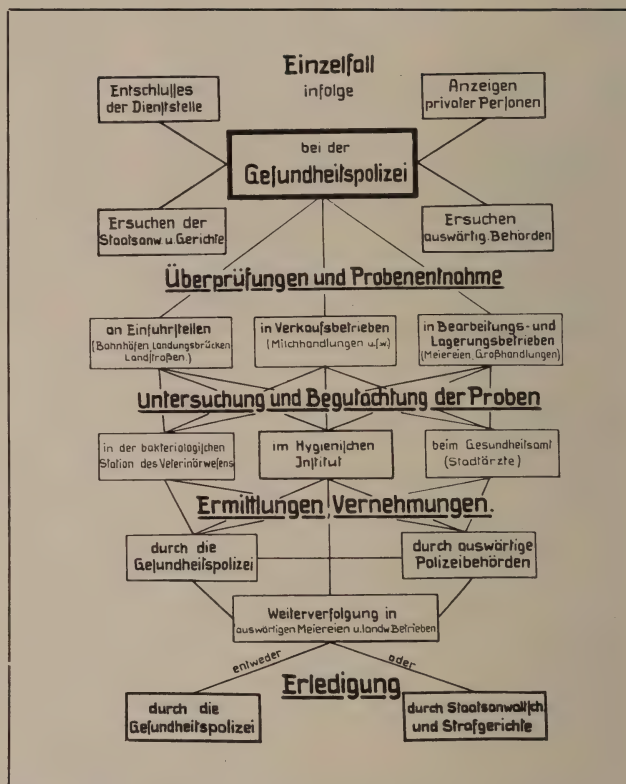 Einzelfall
infolge
Entschlusses
der Dienststelle
Anzeigen
privater Personen
bei der
Gesundheitspolizei
Ersuchen der
Staatsanw. u. Gerichte
Ersuchen
auswärtig. Behörden
Überprüfungen und Probenentnahme
an Einfuhrstellen
(Bahnhöfen, Landungsbrücken
Landstraßen.)
in Verkaufsbetrieben
(Milchhandlungen u.s.w.)
in Bearbeitungs- und
Lagerungsbetrieben
(Meiereien, Großhandlungen)
Untersuchung und Begutachtung der Proben
in der bakteriologischen
Station des Veterinärwesens
im Hygienischen
Institut
beim Gesundheitsamt
(Stadtärzte)
Ermittlungen, Vernehmungen.
durch die
Gesundheitspolizei
durch auswärtige
Polizeibehörden
Weiterverfolgung in
auswärtigen Meiereien u. landw. Betrieben
entweder
oder
Erledigung
durch die
Gesundheitspolizei
durch Staatsanwaltsch.
und Strafgerichte